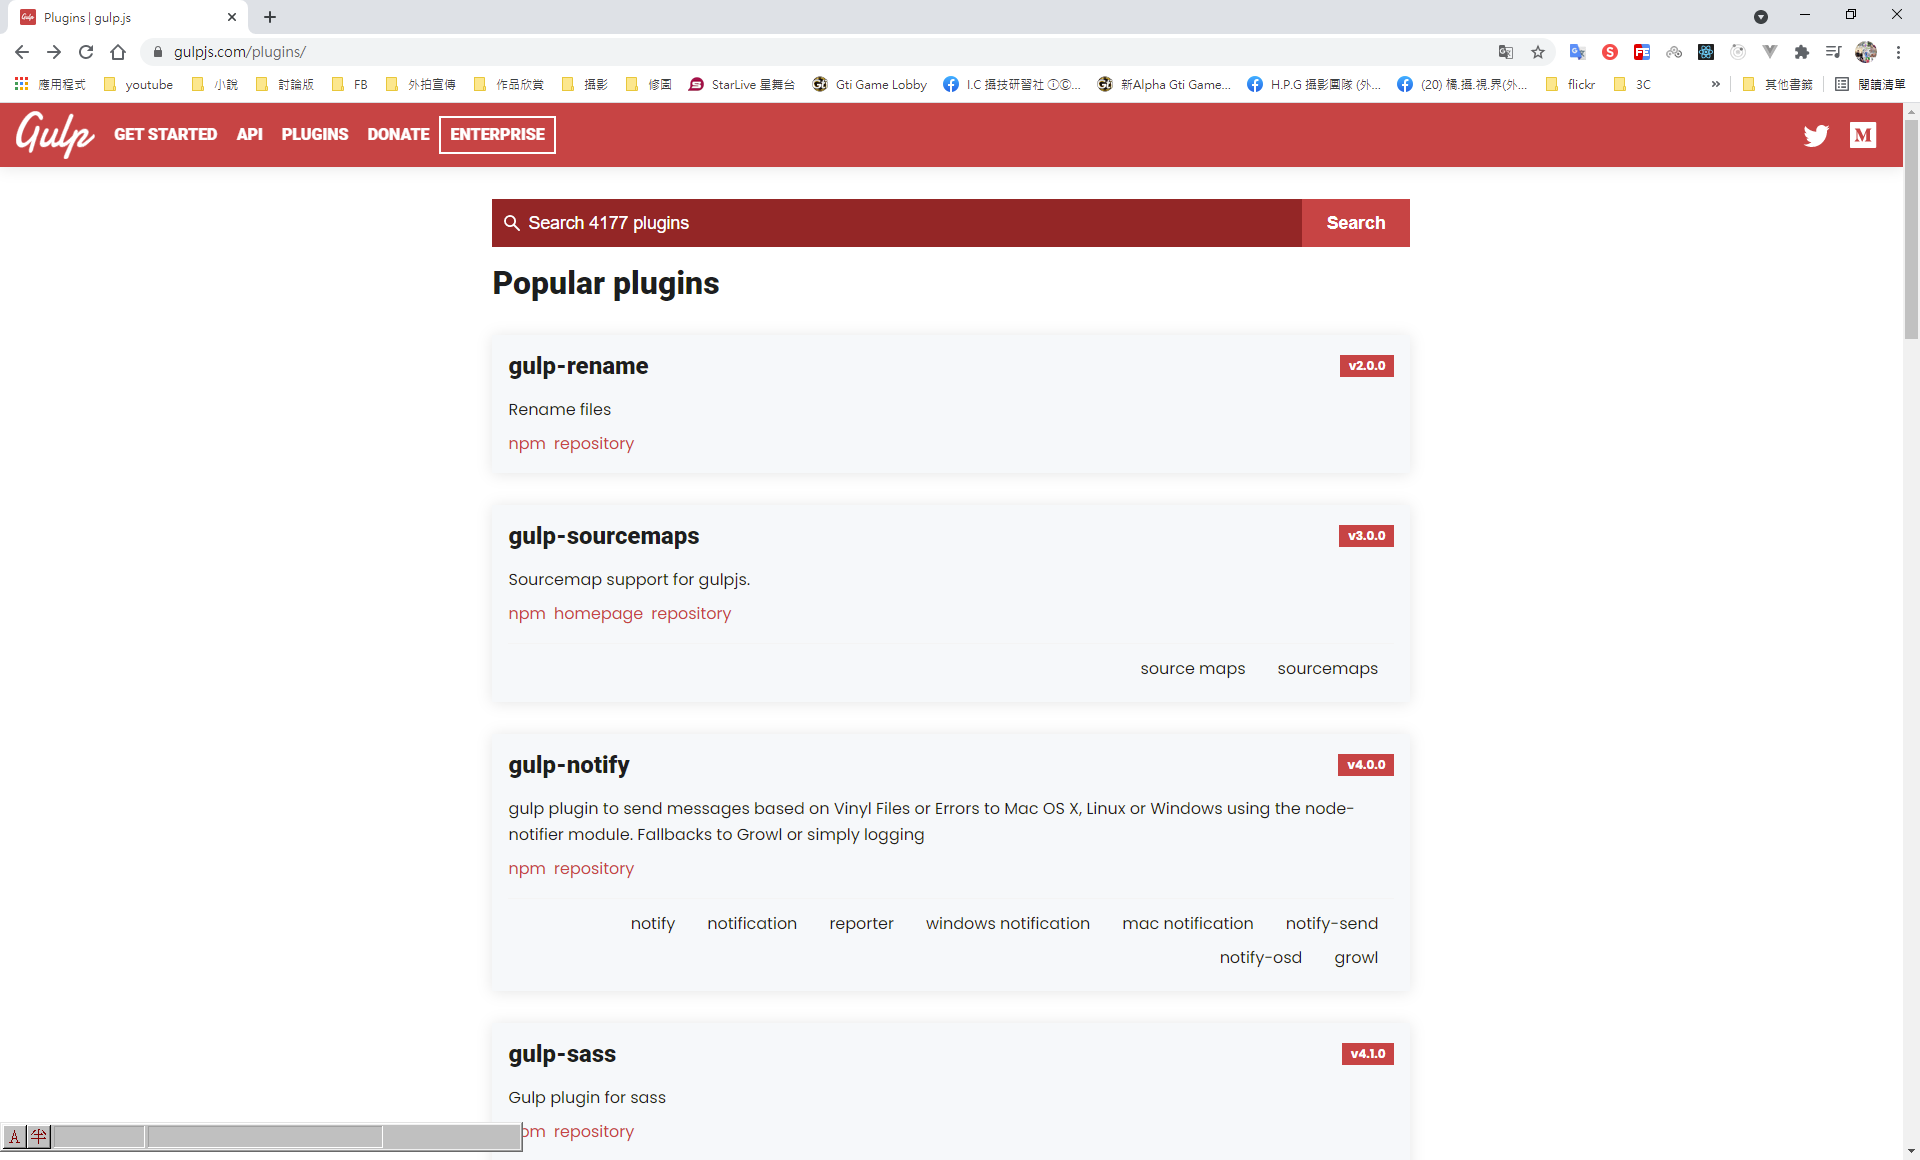 Plugins | gulp.js
gulpjs.com/plugins/
應用程式 youtube 小說 討論版 FB 外拍宣傳 作品欣賞 攝影 修圖 StarLive 星舞台 Gti Game Lobby I.C 攝技研習社 ①©... 新Alpha Gti Game... H.P.G 攝影團隊 (外... (20) 橘.攝.視.界(外... flickr 3C » 其他書籤 閱讀清單
Gulp GET STARTED API PLUGINS DONATE ENTERPRISE M
Search 4177 plugins Search
Popular plugins
gulp-rename v2.0.0
Rename files
npm repository
gulp-sourcemaps v3.0.0
Sourcemap support for gulpjs.
npm homepage repository
source maps sourcemaps
gulp-notify v4.0.0
gulp plugin to send messages based on Vinyl Files or Errors to Mac OS X, Linux or Windows using the node-
notifier module. Fallbacks to Growl or simply logging
npm repository
notify notification reporter windows notification mac notification notify-send
notify-osd growl
gulp-sass v4.1.0
Gulp plugin for sass
A 半 repository